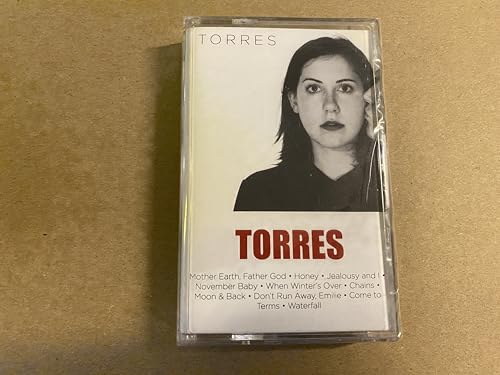 TORRES
TORRES
Mother Earth, Father God • Honey • Jealousy and I •
November Baby • When Winter's Over • Chains •
Moon & Back • Don't Run Away, Emilie • Come to
Terms • Waterfall